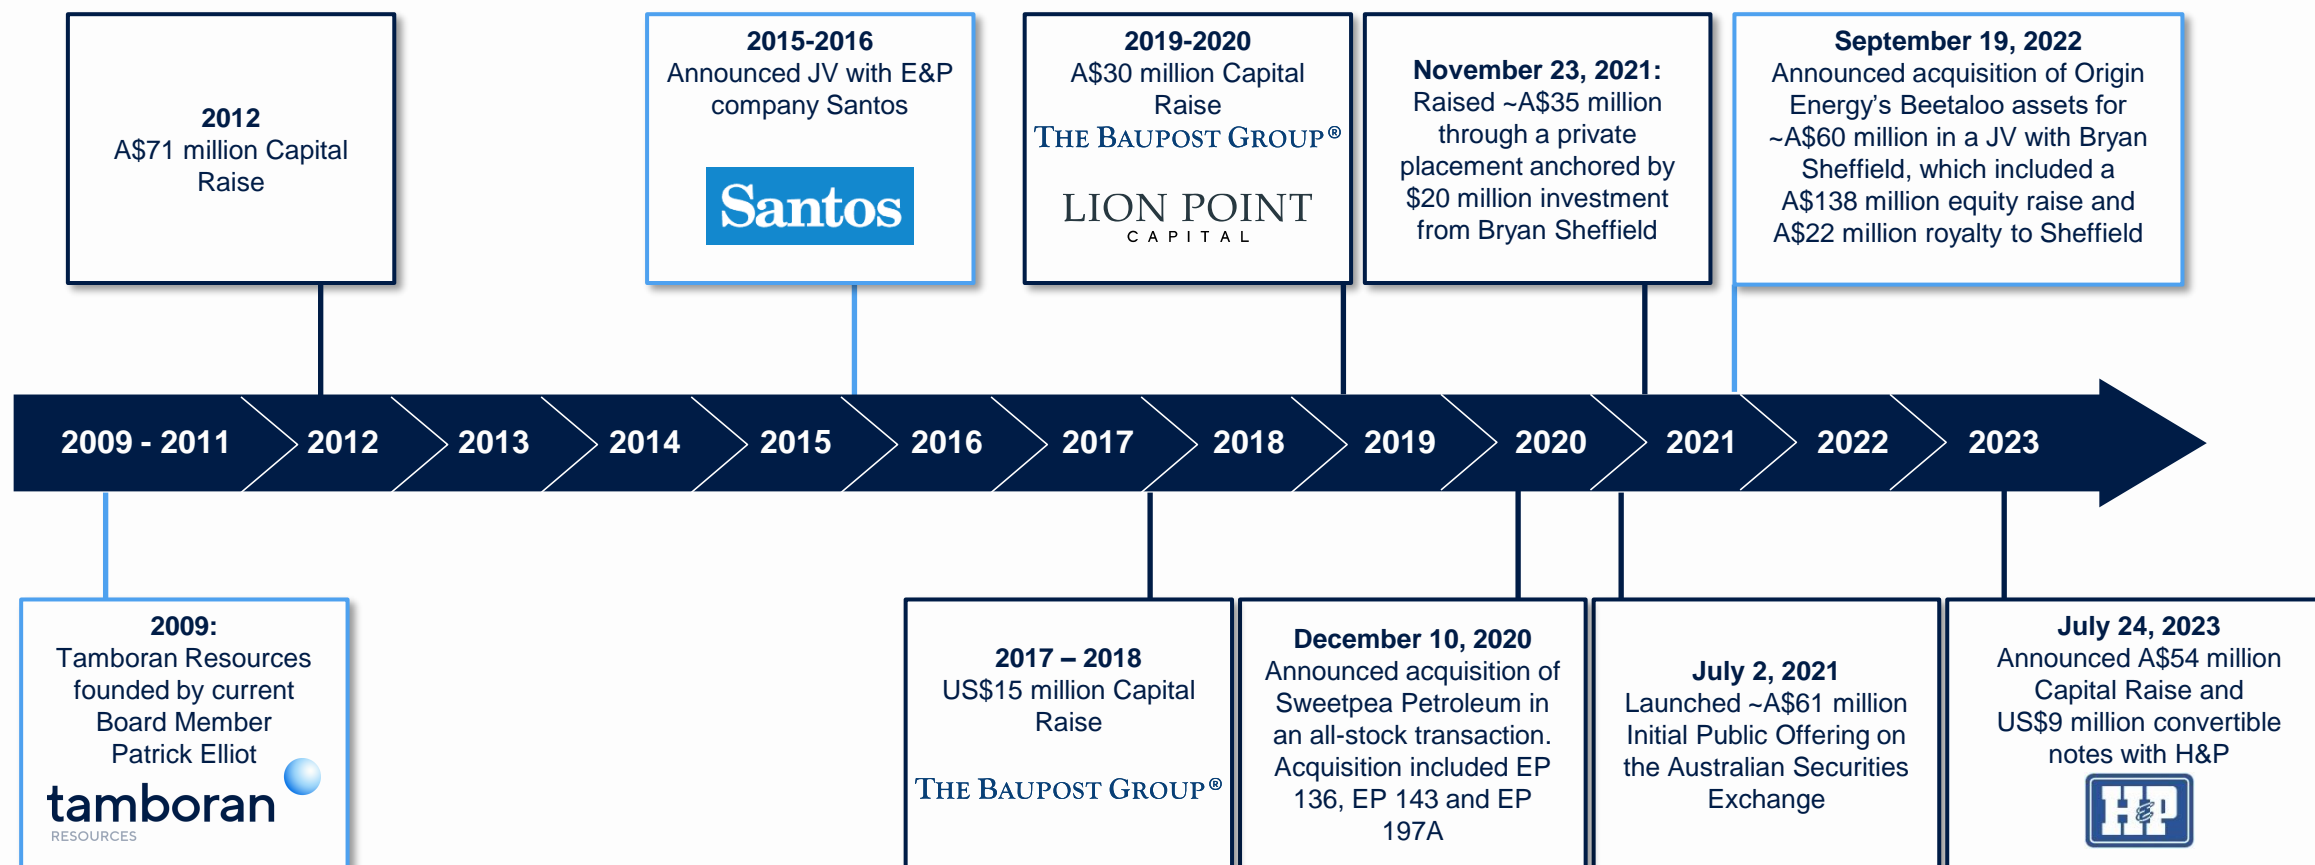 2012
A$71 million Capital
Raise
2015-2016
Announced JV with E&P
company Santos
Santos
2019-2020
A$30 million Capital
Raise
THE BAUPOST GROUP®
LION POINT
CAPITAL
November 23, 2021:
Raised ~A$35 million
through a private
placement anchored by
$20 million investment
from Bryan Sheffield
September 19, 2022
Announced acquisition of Origin
Energy’s Beetaloo assets for
~A$60 million in a JV with Bryan
Sheffield, which included a
A$138 million equity raise and
A$22 million royalty to Sheffield
2009 - 2011
2012
2013
2014
2015
2016
2017
2018
2019
2020
2021
2022
2023
2009:
Tamboran Resources
founded by current
Board Member
Patrick Elliot
tamboran
RESOURCES
2017 – 2018
US$15 million Capital
Raise
THE BAUPOST GROUP®
December 10, 2020
Announced acquisition of
Sweetpea Petroleum in
an all-stock transaction.
Acquisition included EP
136, EP 143 and EP
197A
July 2, 2021
Launched ~A$61 million
Initial Public Offering on
the Australian Securities
Exchange
July 24, 2023
Announced A$54 million
Capital Raise and
US$9 million convertible
notes with H&P
H&P